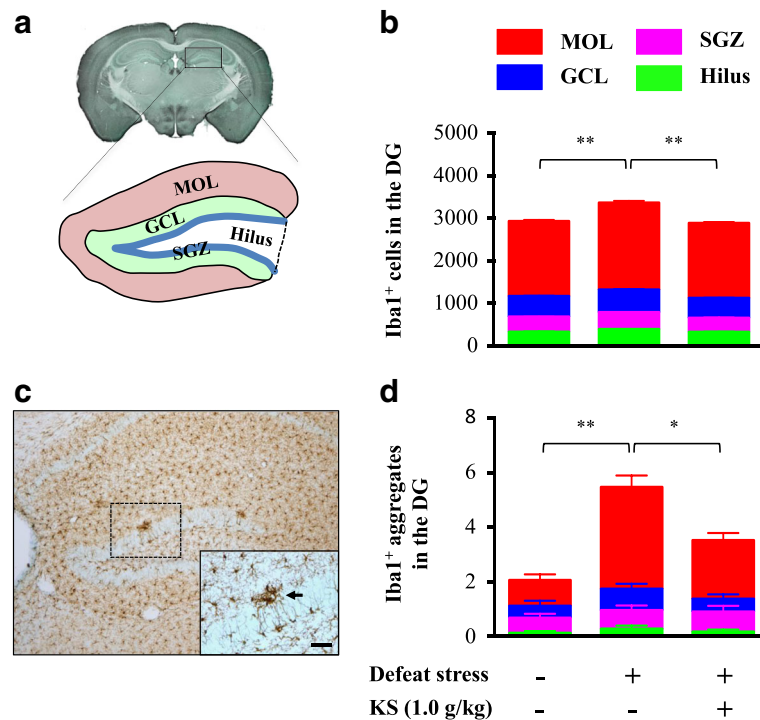 a
MOL
GCL
SGZ
Hilus
b
MOL
SGZ
GCL
Hilus
Iba1⁺ cells in the DG
5000
4000
3000
2000
1000
0
** **
c
d
Iba1⁺ aggregates
in the DG
8
6
4
2
0
** *
Defeat stress - + +
KS (1.0 g/kg) - - +